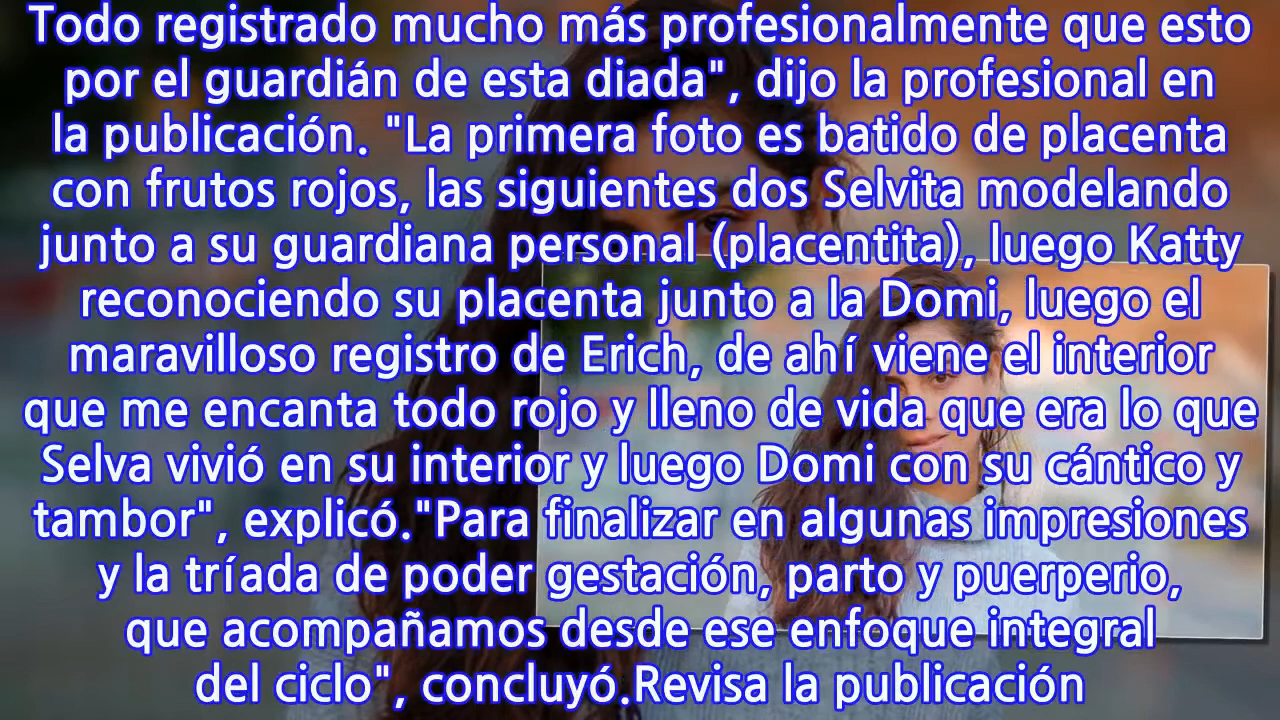 Todo registrado mucho más profesionalmente que esto
por el guardián de esta diada", dijo la profesional en
la publicación. "La primera foto es batido de placenta
con frutos rojos, las siguientes dos Selvita modelando
junto a su guardiana personal (placentita), luego Katty
reconociendo su placenta junto a la Domi, luego el
maravilloso registro de Erich, de ahí viene el interior
que me encanta todo rojo y lleno de vida que era lo que
Selva vivió en su interior y luego Domi con su cántico y
tambor", explicó."Para finalizar en algunas impresiones
y la tríada de poder gestación, parto y puerperio,
que acompañamos desde ese enfoque integral
del ciclo", concluyó.Revisa la publicación